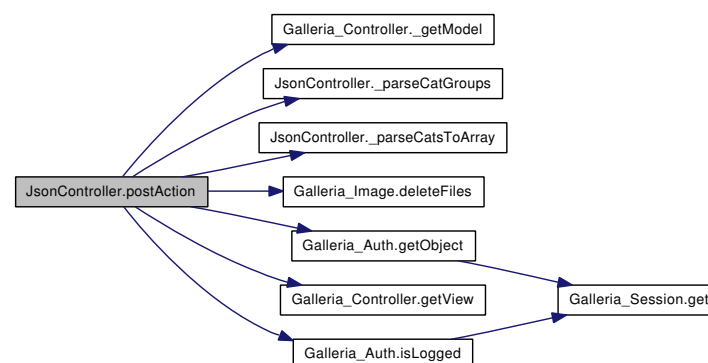 Galleria_Controller._getModel
JsonController._parseCatGroups
JsonController._parseCatsToArray
JsonController.postAction
Galleria_Image.deleteFiles
Galleria_Auth.getObject
Galleria_Controller.getView
Galleria_Session.get
Galleria_Auth.isLogged